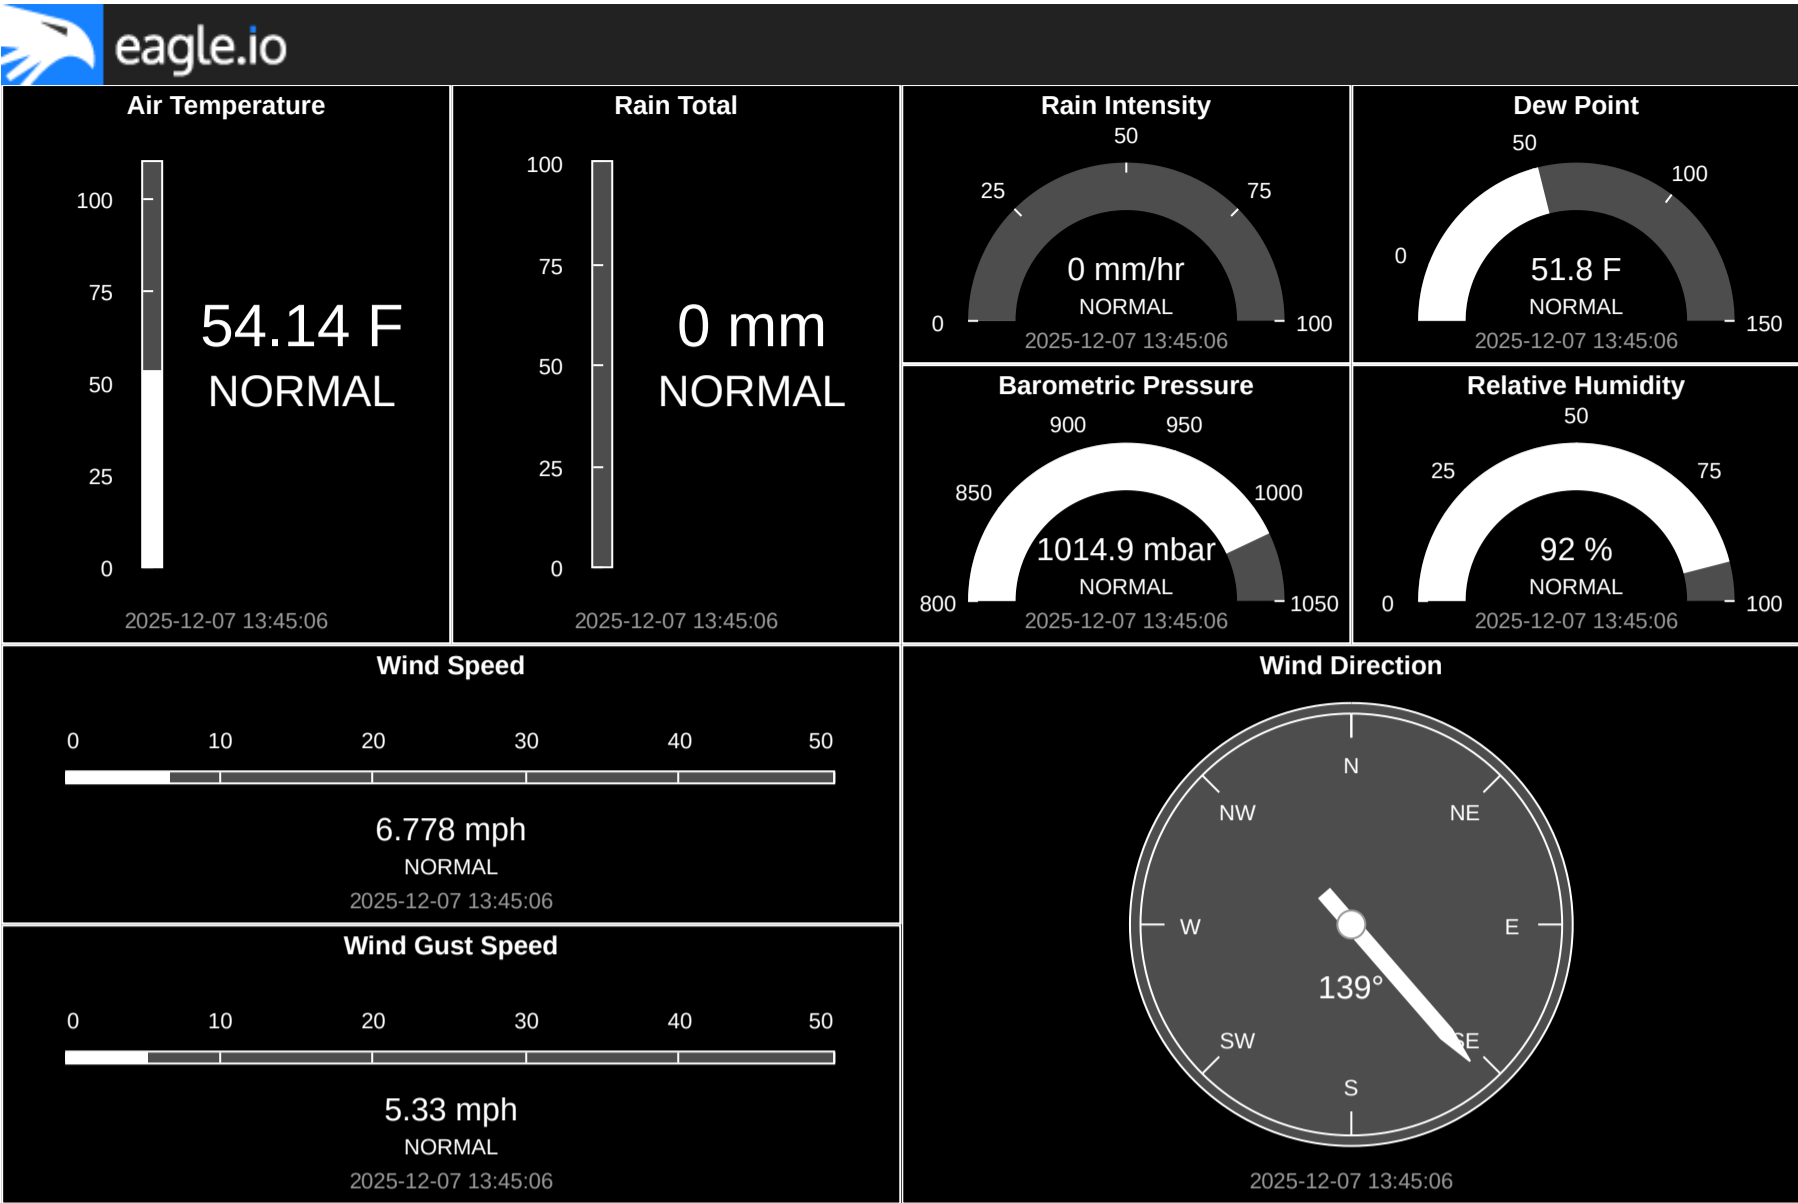 eagle.io
Air Temperature
100
75
50
25
0
54.14 F
NORMAL
2025-12-07 13:45:06
Rain Total
100
75
50
25
0
0 mm
NORMAL
2025-12-07 13:45:06
Rain Intensity
50
25
75
0
100
0 mm/hr
NORMAL
2025-12-07 13:45:06
Dew Point
50
100
0
150
51.8 F
NORMAL
2025-12-07 13:45:06
Barometric Pressure
900
950
850
1000
800
1050
1014.9 mbar
NORMAL
2025-12-07 13:45:06
Relative Humidity
50
25
75
0
100
92 %
NORMAL
2025-12-07 13:45:06
Wind Speed
0 10 20 30 40 50
6.778 mph
NORMAL
2025-12-07 13:45:06
Wind Gust Speed
0 10 20 30 40 50
5.33 mph
NORMAL
2025-12-07 13:45:06
Wind Direction
N
NW NE
W E
139°
SW SE
S
2025-12-07 13:45:06